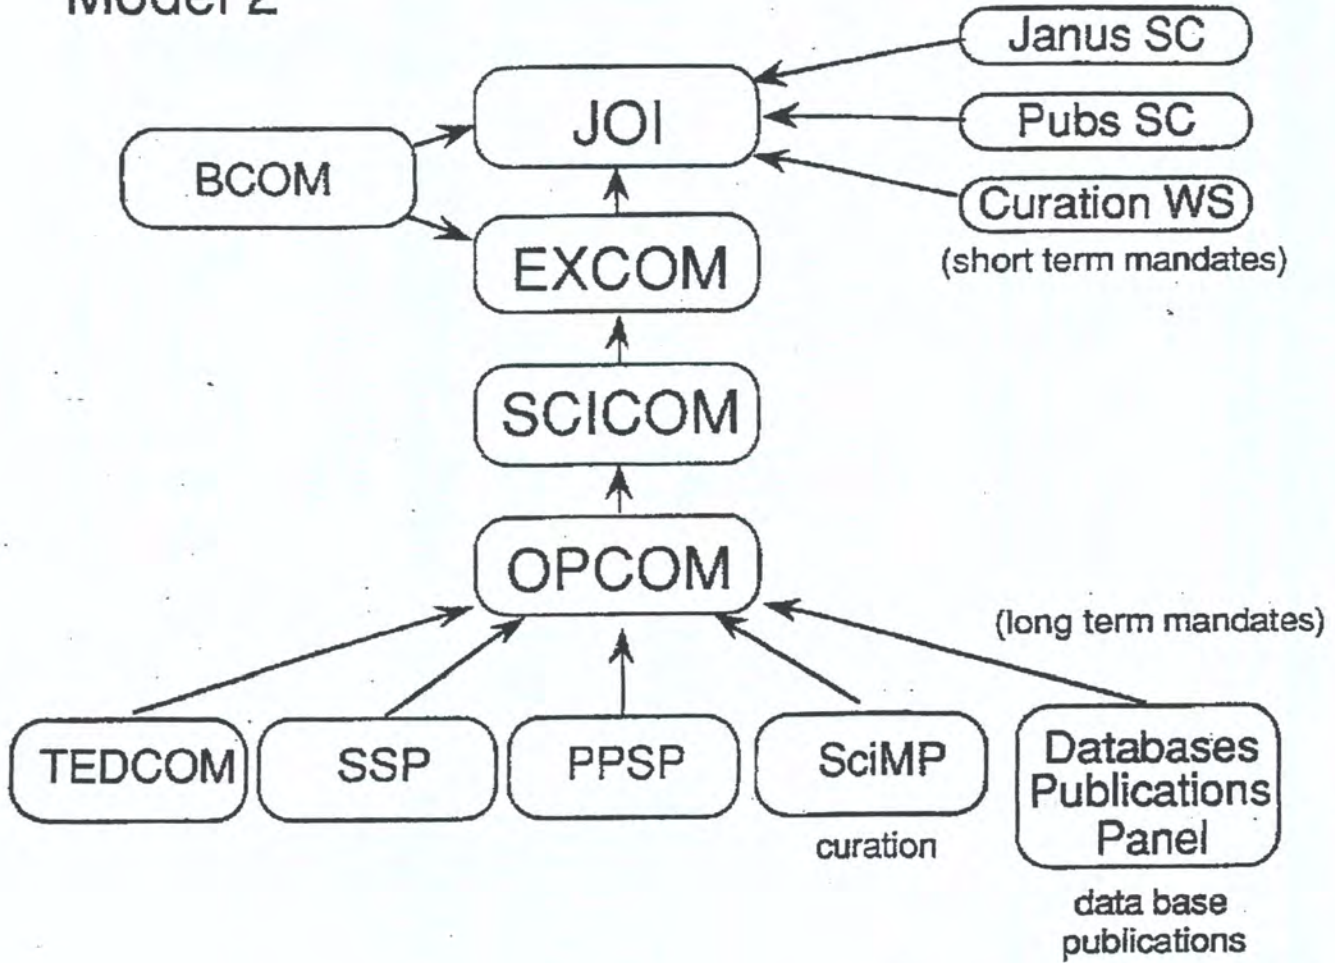 Model 2
Janus SC
JOI
Pubs SC
BCOM
Curation WS
(short term mandates)
EXCOM
SCICOM
OPCOM
(long term mandates)
TEDCOM
SSP
PPSP
SciMP
Databases
Publications
Panel
curation
data base
publications